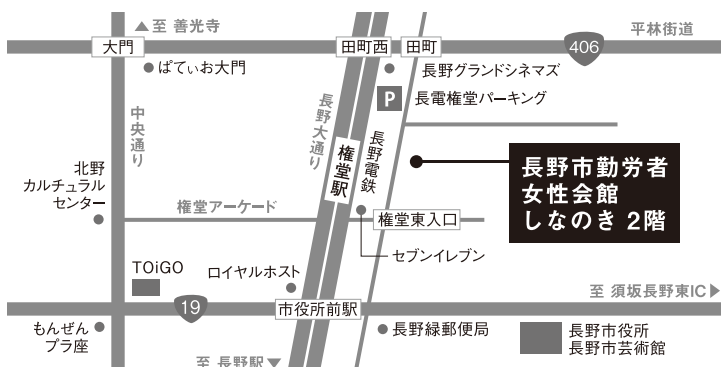 ▲至 善光寺
平林街道
大門
田町西
田町
406
ぱてぃお大門
長野グランドシネマズ
P
長電権堂パーキング
中央通り
長野大通り
長野電鉄
権堂駅
北野
カルチュラル
センター
長野市勤労者
女性会館
しなのき 2階
権堂アーケード
権堂東入口
セブンイレブン
TOiGO
ロイヤルホスト
至 須坂長野東IC▶
19
市役所前駅
もんぜん
プラ座
長野緑郵便局
長野市役所
長野市芸術館
至 長野駅▼